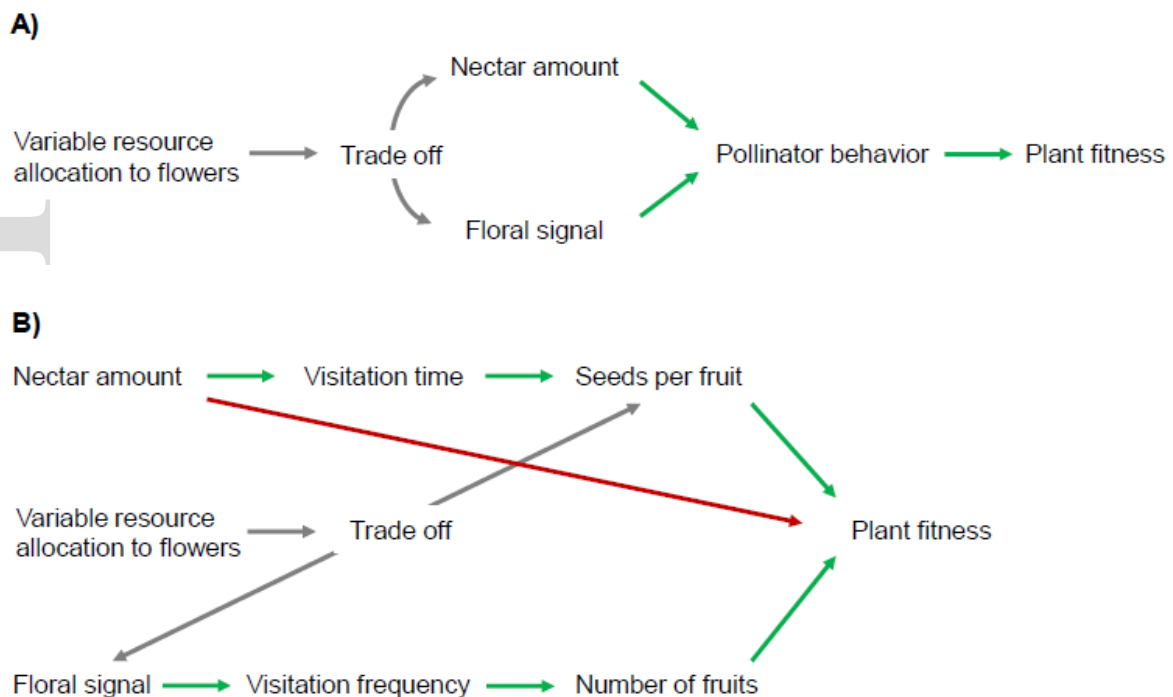 A)
Nectar amount
Variable resource
allocation to flowers
Trade off
Pollinator behavior
Plant fitness
Floral signal
B)
Nectar amount
Visitation time
Seeds per fruit
Variable resource
allocation to flowers
Trade off
Plant fitness
Floral signal
Visitation frequency
Number of fruits